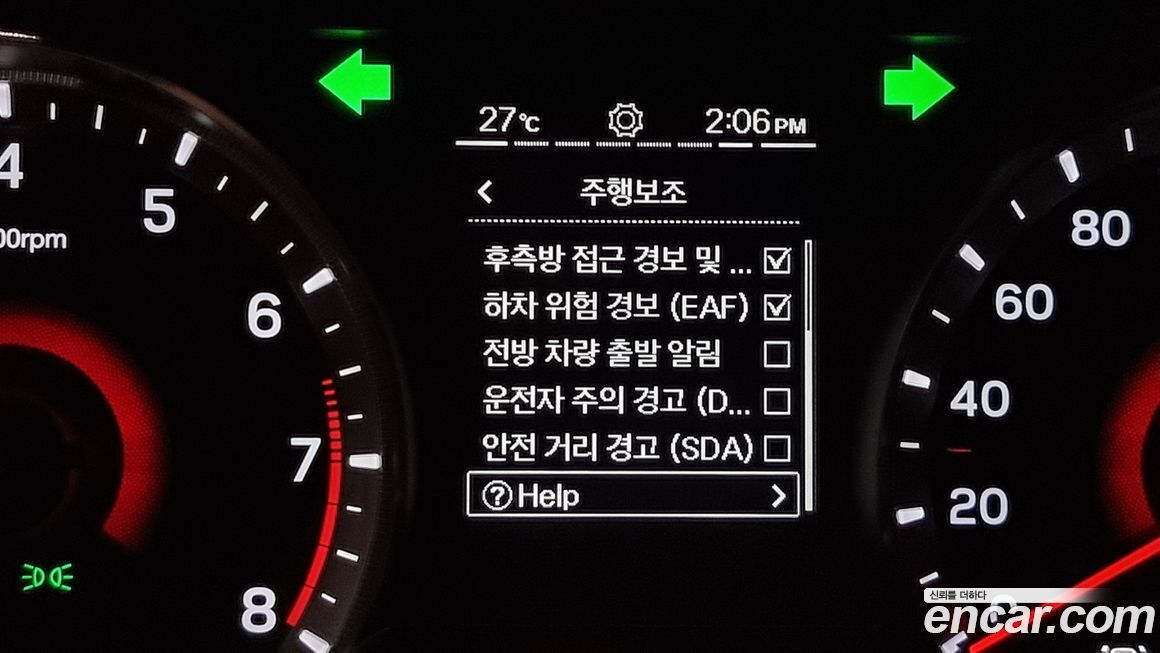 27°C 2:06PM
주행보조
후측방 접근 경보 및 ...
하차 위험 경보 (EAF)
전방 차량 출발 알림
운전자 주의 경고 (D...
안전 거리 경고 (SDA)
Help
4
5
00rpm
6
7
8
80
60
40
20
0
신뢰를 더하다
encar.com